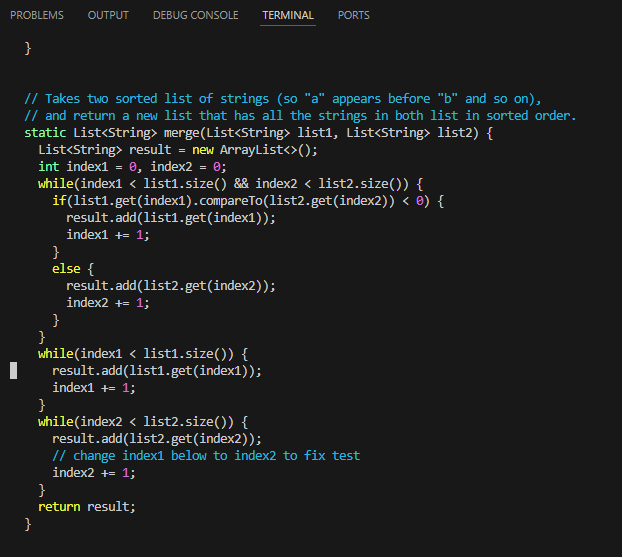 PROBLEMS OUTPUT DEBUG CONSOLE TERMINAL PORTS
}
// Takes two sorted list of strings (so "a" appears before "b" and so on),
// and return a new list that has all the strings in both list in sorted order.
static List<String> merge(List<String> list1, List<String> list2) {
  List<String> result = new ArrayList<>();
  int index1 = 0, index2 = 0;
  while(index1 < list1.size() && index2 < list2.size()) {
    if(list1.get(index1).compareTo(list2.get(index2)) < 0) {
      result.add(list1.get(index1));
      index1 += 1;
    }
    else {
      result.add(list2.get(index2));
      index2 += 1;
    }
  }
  while(index1 < list1.size()) {
    result.add(list1.get(index1));
    index1 += 1;
  }
  while(index2 < list2.size()) {
    result.add(list2.get(index2));
    // change index1 below to index2 to fix test
    index2 += 1;
  }
  return result;
}